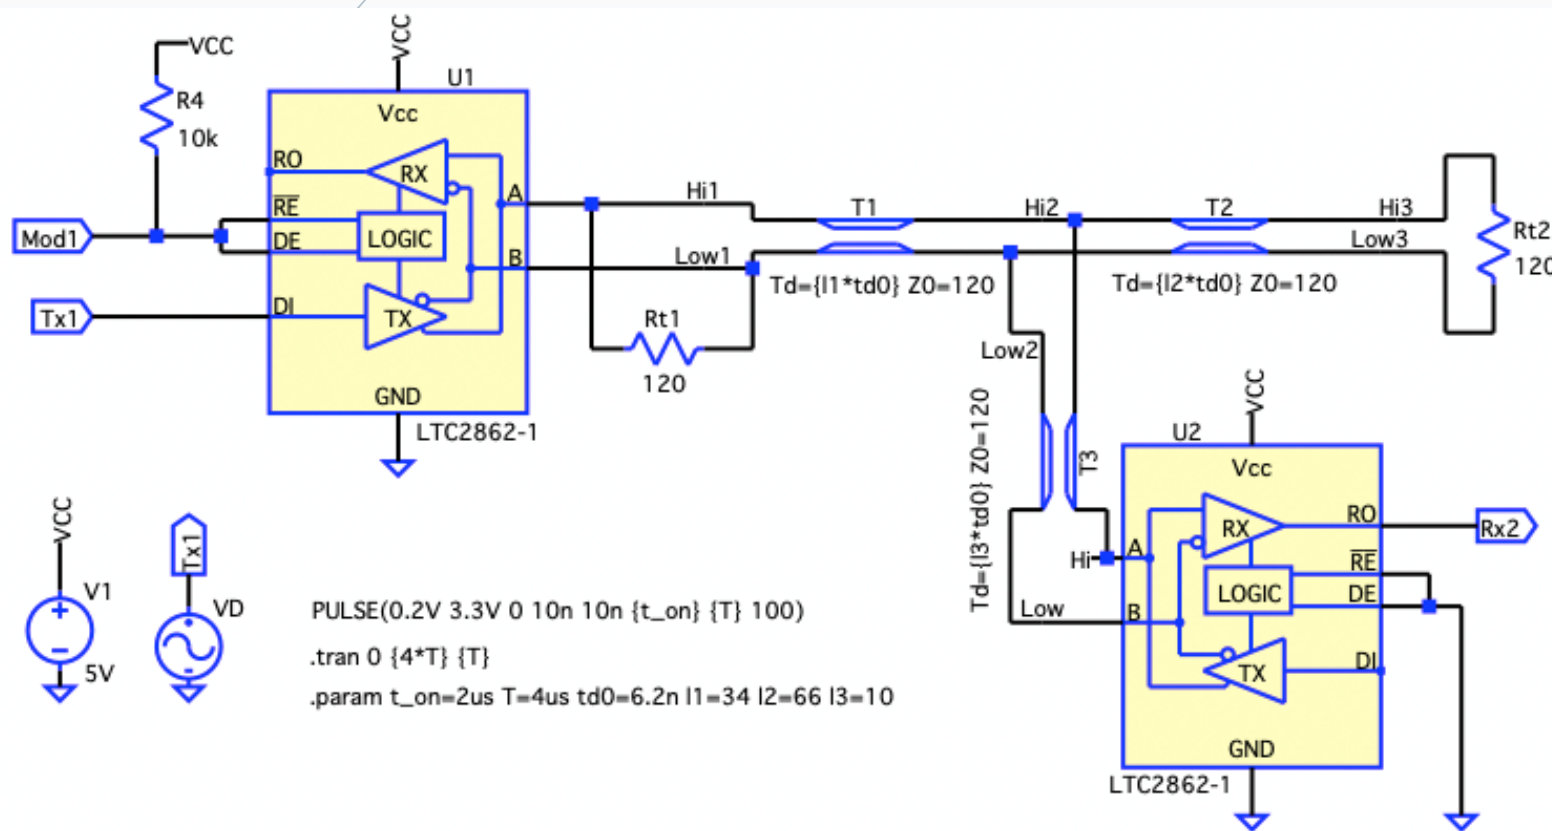 VCC
R4
10k
Mod1
Tx1
VCC
U1
Vcc
RO
RX
RE
DE
LOGIC
A
B
DI
TX
GND
LTC2862-1
Hi1
Low1
Rt1
120
T1
Td={l1*td0} Z0=120
Hi2
Low2
T2
Td={l2*td0} Z0=120
Hi3
Low3
Rt2
120
Td={l3*td0} Z0=120
T3
Hi
Low
VCC
U2
Vcc
RX
RO
A
RE
LOGIC
DE
B
TX
DI
GND
LTC2862-1
Rx2
VCC
V1
5V
Tx1
VD
PULSE(0.2V 3.3V 0 10n 10n {t_on} {T} 100)
.tran 0 {4*T} {T}
.param t_on=2us T=4us td0=6.2n l1=34 l2=66 l3=10